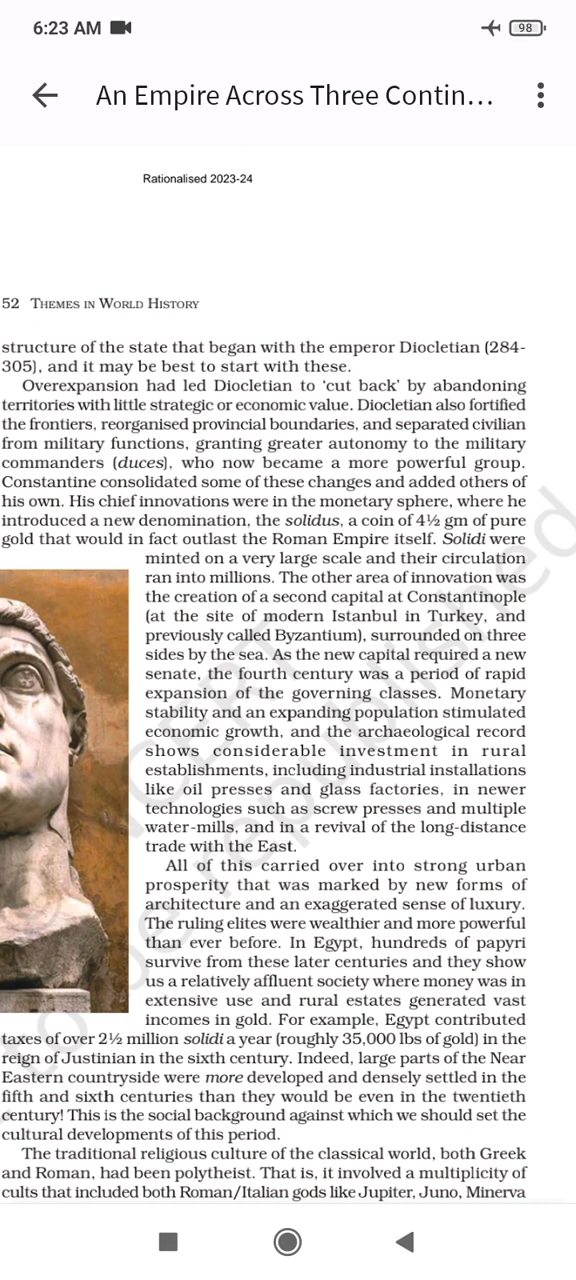 6:23 AM
98
An Empire Across Three Contin...
Rationalised 2023-24
52 THEMES IN WORLD HISTORY
structure of the state that began with the emperor Diocletian (284-
305), and it may be best to start with these.
Overexpansion had led Diocletian to ‘cut back’ by abandoning
territories with little strategic or economic value. Diocletian also fortified
the frontiers, reorganised provincial boundaries, and separated civilian
from military functions, granting greater autonomy to the military
commanders (duces), who now became a more powerful group.
Constantine consolidated some of these changes and added others of
his own. His chief innovations were in the monetary sphere, where he
introduced a new denomination, the solidus, a coin of 4½ gm of pure
gold that would in fact outlast the Roman Empire itself. Solidi were
minted on a very large scale and their circulation
ran into millions. The other area of innovation was
the creation of a second capital at Constantinople
(at the site of modern Istanbul in Turkey, and
previously called Byzantium), surrounded on three
sides by the sea. As the new capital required a new
senate, the fourth century was a period of rapid
expansion of the governing classes. Monetary
stability and an expanding population stimulated
economic growth, and the archaeological record
shows considerable investment in rural
establishments, including industrial installations
like oil presses and glass factories, in newer
technologies such as screw presses and multiple
water-mills, and in a revival of the long-distance
trade with the East.
All of this carried over into strong urban
prosperity that was marked by new forms of
architecture and an exaggerated sense of luxury.
The ruling elites were wealthier and more powerful
than ever before. In Egypt, hundreds of papyri
survive from these later centuries and they show
us a relatively affluent society where money was in
extensive use and rural estates generated vast
incomes in gold. For example, Egypt contributed
taxes of over 2½ million solidi a year (roughly 35,000 lbs of gold) in the
reign of Justinian in the sixth century. Indeed, large parts of the Near
Eastern countryside were more developed and densely settled in the
fifth and sixth centuries than they would be even in the twentieth
century! This is the social background against which we should set the
cultural developments of this period.
The traditional religious culture of the classical world, both Greek
and Roman, had been polytheist. That is, it involved a multiplicity of
cults that included both Roman/Italian gods like Jupiter, Juno, Minerva